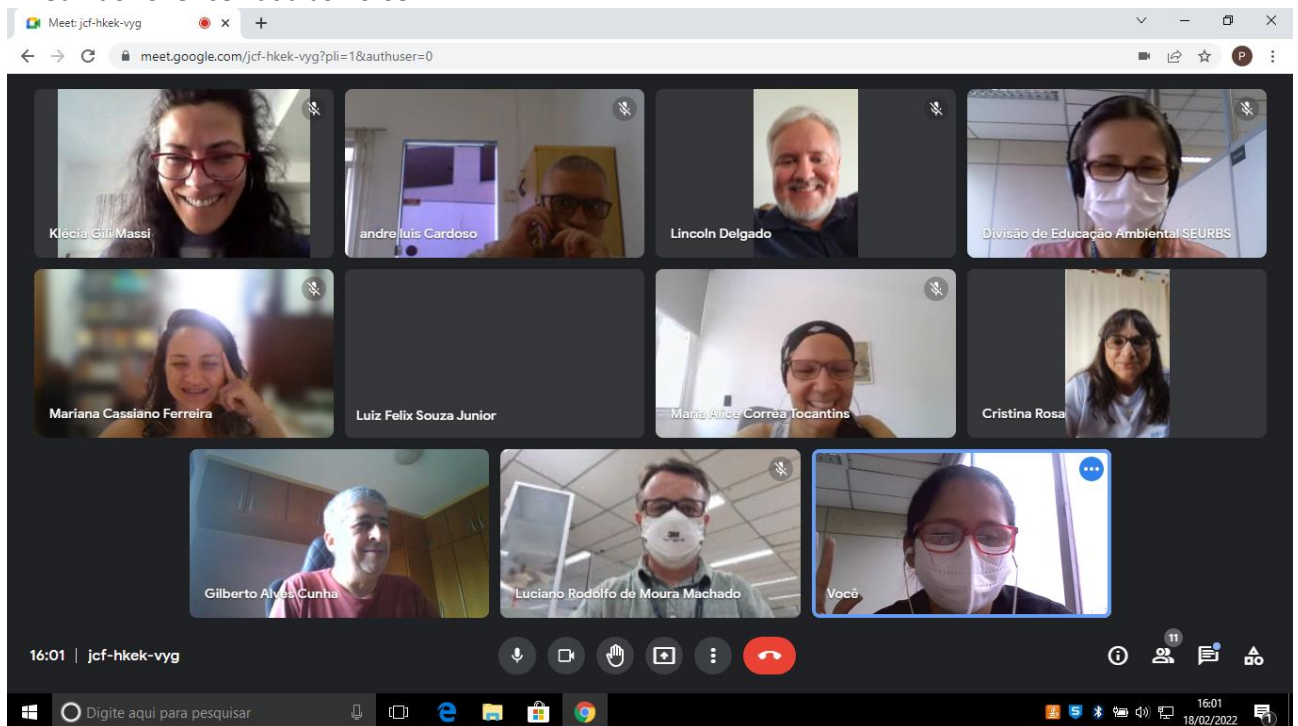 Meet: jcf-hkek-vyg
meet.google.com/jcf-hkek-vyg?pli=1&authuser=0
P
Klécia Gili Massi
andre luis Cardoso
Lincoln Delgado
Divisão de Educação Ambiental SEURBS
Mariana Cassiano Ferreira
Luiz Felix Souza Junior
Maria Alice Corrêa Tocantins
Cristina Rosa
3M
Gilberto Alves Cunha
Luciano Rodolfo de Moura Machado
Você
16:01 | jcf-hkek-vyg
11
Digite aqui para pesquisar
16:01
18/02/2022
1